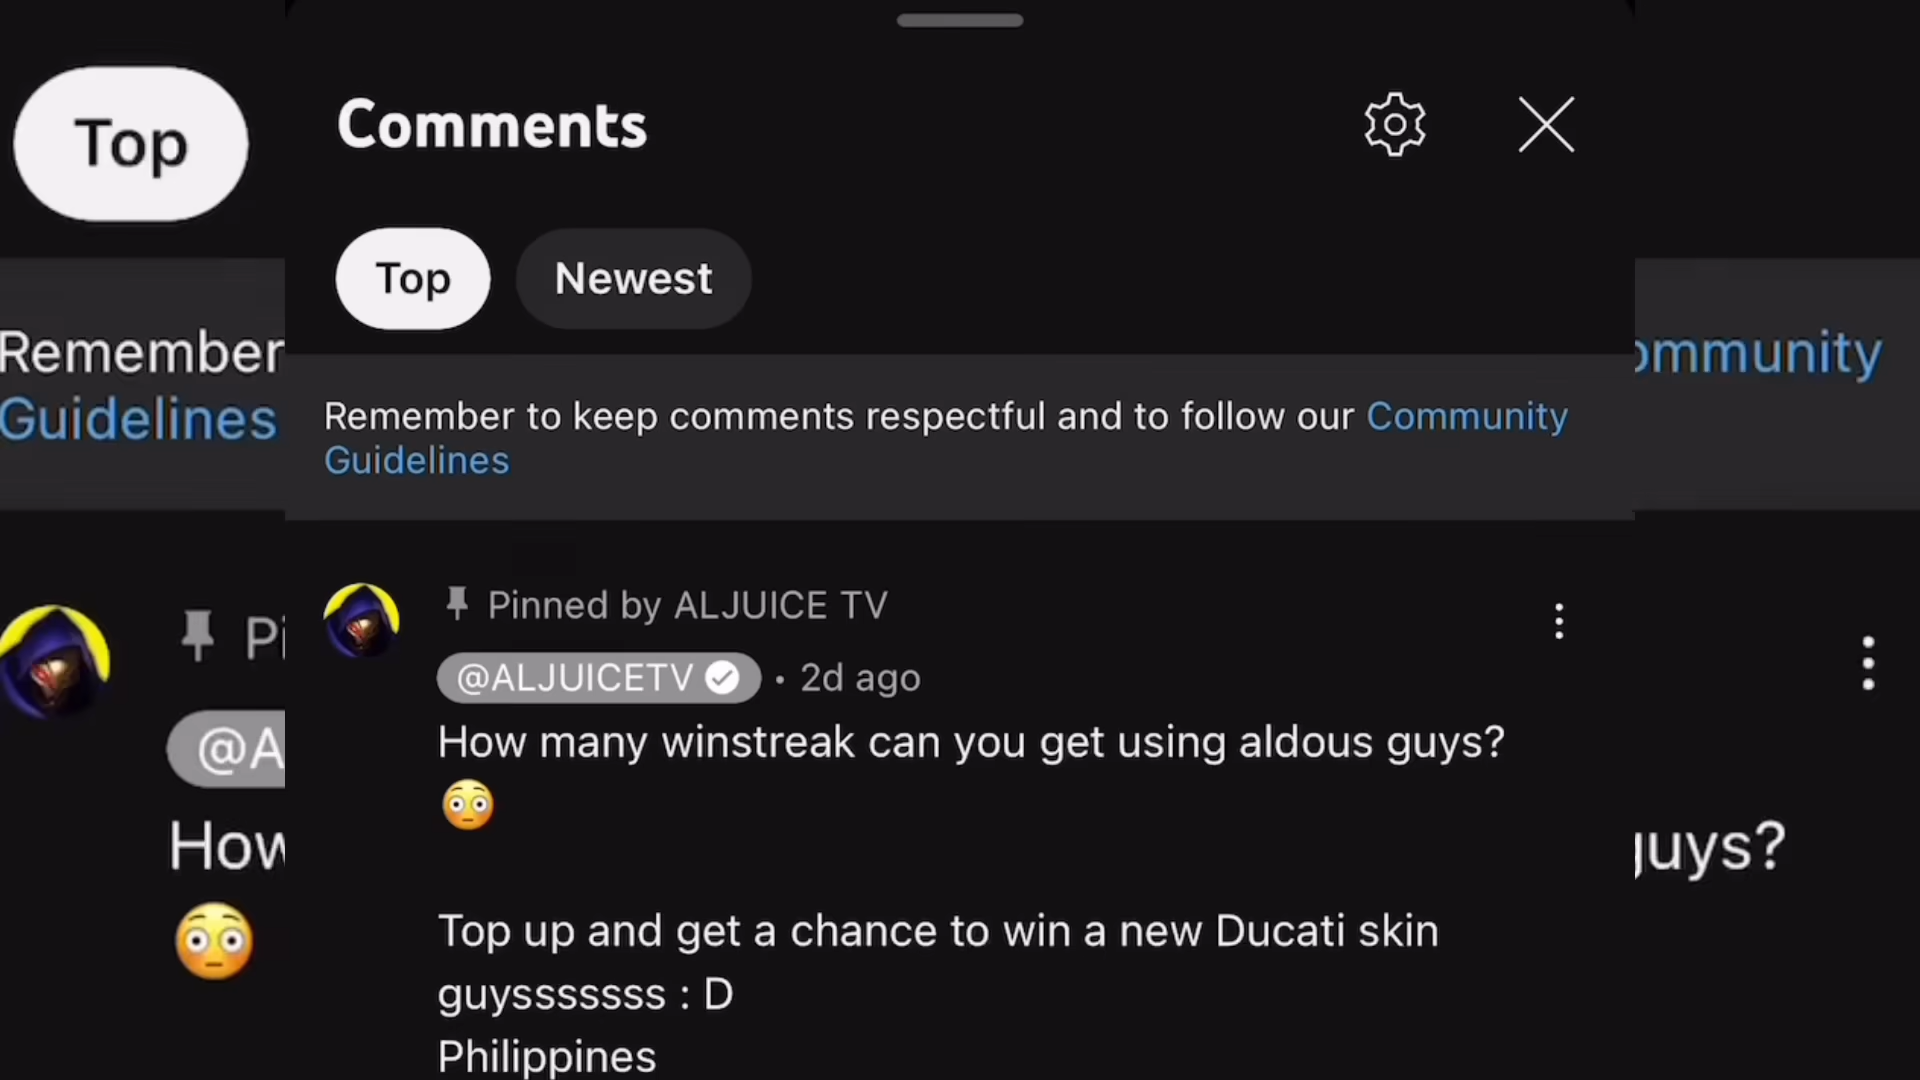 Comments
Top
Newest
Remember to keep comments respectful and to follow our Community
Guidelines
Pinned by ALJUICE TV
@ALJUICETV • 2d ago
How many winstreak can you get using aldous guys?
😳
Top up and get a chance to win a new Ducati skin
guysssssss : D
Philippines
Top
Remember
Guidelines
ommunity
Pi
@A
How
guys?
😳